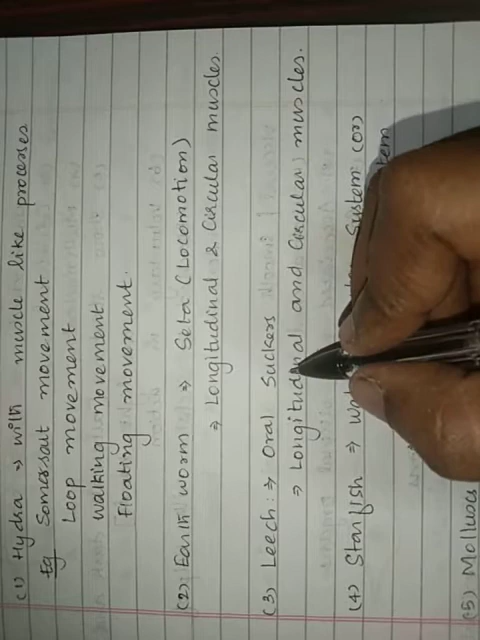 (1) Hydra → with muscle like processes
Eg Somersault movement
Loop movement
walking movement
floating movement.
(2) Earth worm ⇒ Seta (Locomotion)
⇒ Longitudinal & Circular muscles.
(3) Leech :⇒ Oral Suckers
⇒ Longitudinal and Circular muscles.
(4) Starfish ⇒ System (or)
(5) Molluscs